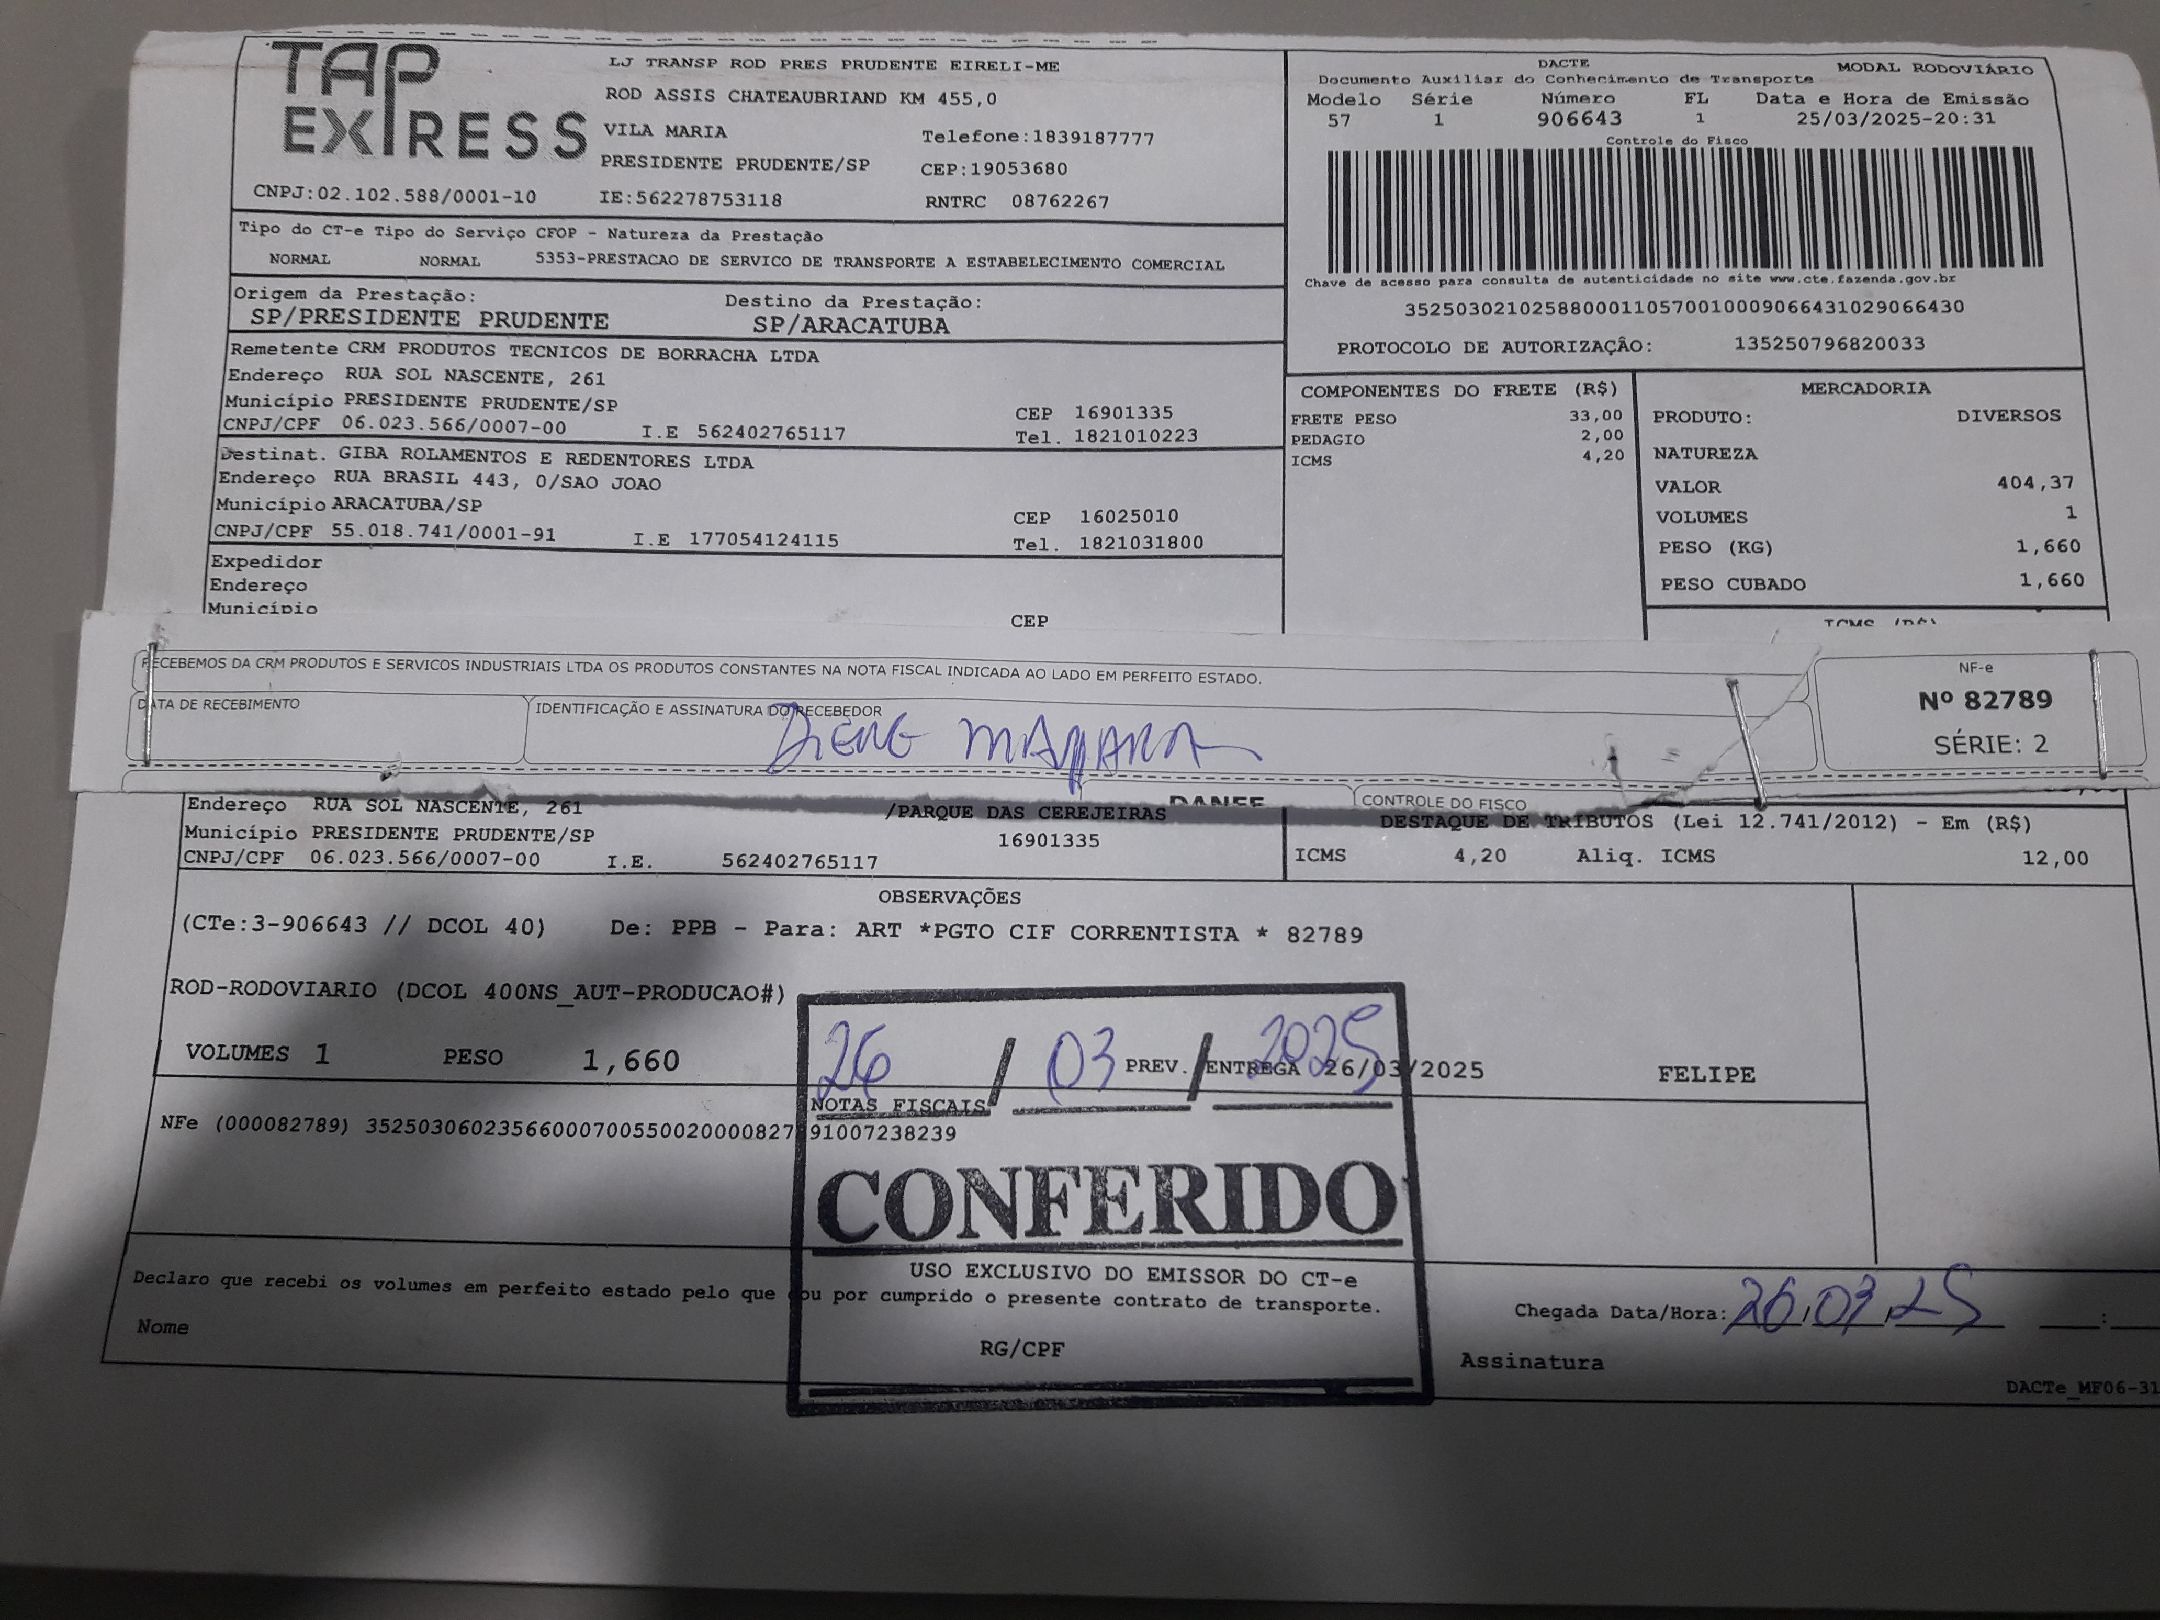 TAP EXPRESS
LJ TRANSP ROD PRES PRUDENTE EIRELI-ME
ROD ASSIS CHATEAUBRIAND KM 455,0
VILA MARIA Telefone:1839187777
PRESIDENTE PRUDENTE/SP CEP:19053680
CNPJ:02.102.588/0001-10 IE:562278753118 RNTRC 08762267
DACTE MODAL RODOVIÁRIO
Documento Auxiliar do Conhecimento de Transporte
Modelo Série Número FL Data e Hora de Emissão
57 1 906643 1 25/03/2025-20:31
Controle do Fisco
Chave de acesso para consulta de autenticidade no site www.cte.fazenda.gov.br
35250302102588000110570010009066431029066430
PROTOCOLO DE AUTORIZAÇÃO: 135250796820033
Tipo do CT-e Tipo do Serviço CFOP - Natureza da Prestação
NORMAL NORMAL 5353-PRESTACAO DE SERVICO DE TRANSPORTE A ESTABELECIMENTO COMERCIAL
Origem da Prestação: Destino da Prestação:
SP/PRESIDENTE PRUDENTE SP/ARACATUBA
Remetente CRM PRODUTOS TECNICOS DE BORRACHA LTDA
Endereço RUA SOL NASCENTE, 261
Município PRESIDENTE PRUDENTE/SP CEP 16901335
CNPJ/CPF 06.023.566/0007-00 I.E 562402765117 Tel. 1821010223
Destinat. GIBA ROLAMENTOS E REDENTORES LTDA
Endereço RUA BRASIL 443, 0/SAO JOAO
Município ARACATUBA/SP CEP 16025010
CNPJ/CPF 55.018.741/0001-91 I.E 177054124115 Tel. 1821031800
Expedidor
Endereço
Município CEP
COMPONENTES DO FRETE (R$)
FRETE PESO 33,00
PEDAGIO 2,00
ICMS 4,20
MERCADORIA
PRODUTO: DIVERSOS
NATUREZA
VALOR 404,37
VOLUMES 1
PESO (KG) 1,660
PESO CUBADO 1,660
RECEBEMOS DA CRM PRODUTOS E SERVICOS INDUSTRIAIS LTDA OS PRODUTOS CONSTANTES NA NOTA FISCAL INDICADA AO LADO EM PERFEITO ESTADO.
DATA DE RECEBIMENTO IDENTIFICAÇÃO E ASSINATURA DO RECEBEDOR
NF-e
Nº 82789
SÉRIE: 2
DANFE CONTROLE DO FISCO
Endereço RUA SOL NASCENTE, 261 /PARQUE DAS CEREJEIRAS
Município PRESIDENTE PRUDENTE/SP 16901335
CNPJ/CPF 06.023.566/0007-00 I.E. 562402765117
DESTAQUE DE TRIBUTOS (Lei 12.741/2012) - Em (R$)
ICMS 4,20 Aliq. ICMS 12,00
OBSERVAÇÕES
(CTe:3-906643 // DCOL 40) De: PPB - Para: ART *PGTO CIF CORRENTISTA * 82789
ROD-RODOVIARIO (DCOL 400NS_AUT-PRODUCAO#)
VOLUMES 1 PESO 1,660 PREV. ENTREGA 26/03/2025 FELIPE
26 / 03 / 2025
NOTAS FISCAIS
NFe (000082789) 35250306023566000700550020000827891007238239
CONFERIDO
USO EXCLUSIVO DO EMISSOR DO CT-e
Declaro que recebi os volumes em perfeito estado pelo que dou por cumprido o presente contrato de transporte.
Chegada Data/Hora: 26/03/25 :
Nome RG/CPF Assinatura
DACTe_MF06-31